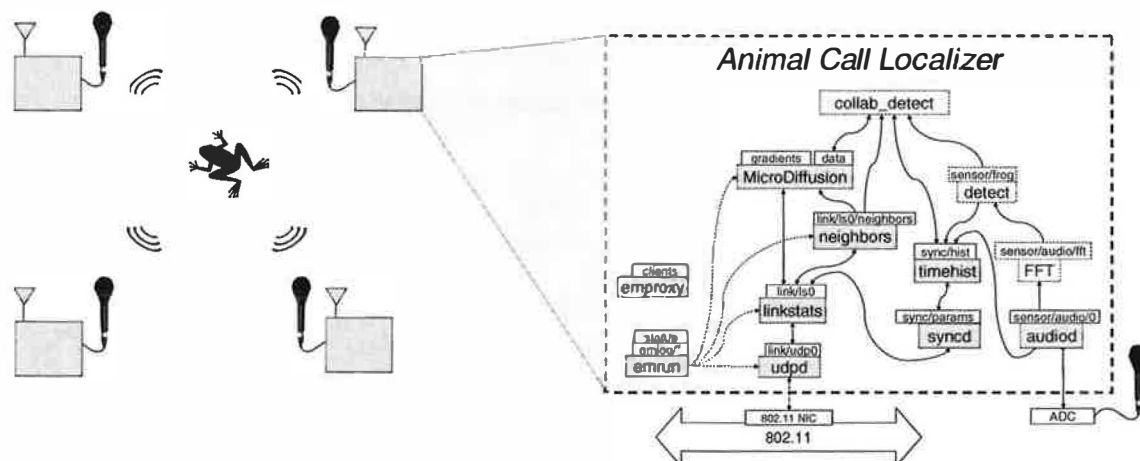 Animal Call Localizer
collab_detect
gradients
data
MicroDiffusion
sensor/frog
detect
link/ls0/neighbors
neighbors
sync/hist
timehist
sensor/audio/fft
FFT
clients
emproxy
link/ls0
linkstats
sync/params
syncd
sensor/audio/0
audiod
link/udp0
udpd
emrun
802.11 NIC
802.11
ADC